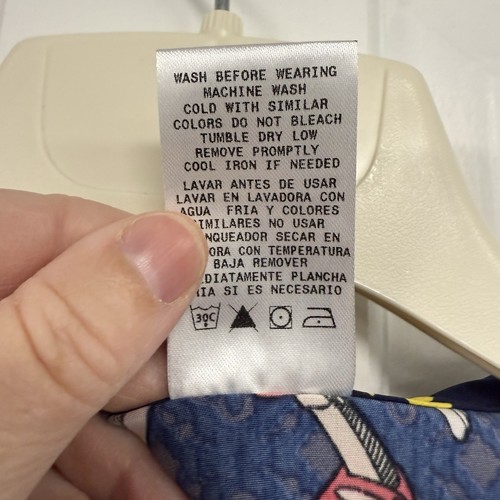 WASH BEFORE WEARING
MACHINE WASH
COLD WITH SIMILAR
COLORS DO NOT BLEACH
TUMBLE DRY LOW
REMOVE PROMPTLY
COOL IRON IF NEEDED
LAVAR ANTES DE USAR
LAVAR EN LAVADORA CON
AGUA FRIA Y COLORES
NO USAR
SECAR EN
CON TEMPERATURA
BAJA REMOVER
PLANCHA
SI ES NECESARIO
30C